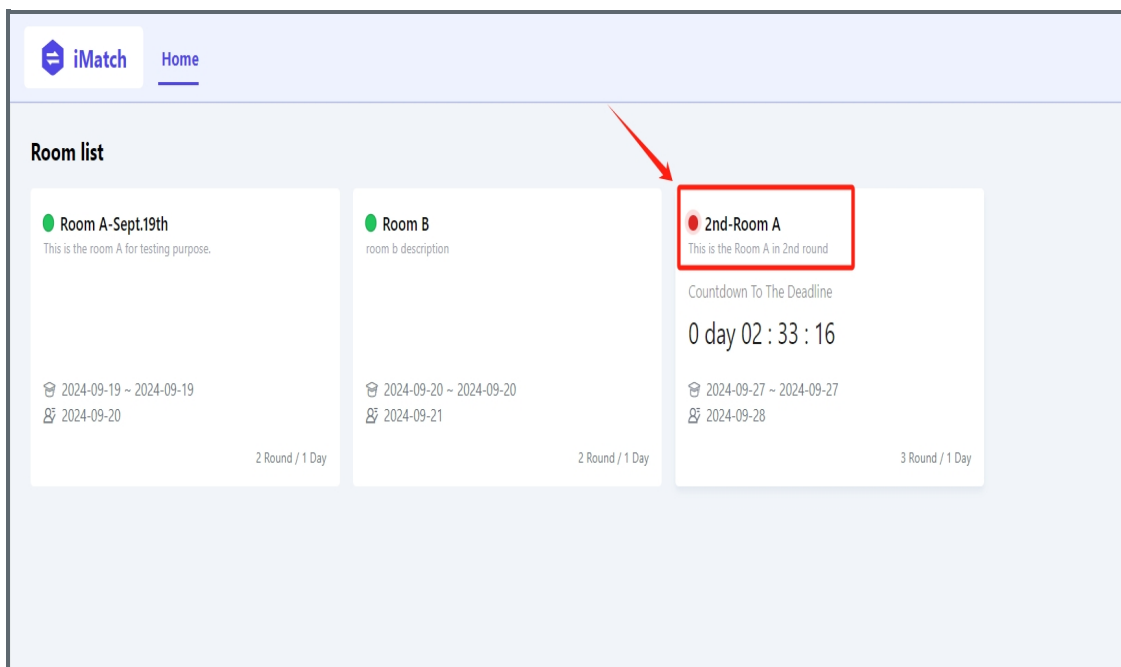 iMatch
Home
Room list
Room A-Sept.19th
This is the room A for testing purpose.
2024-09-19 ~ 2024-09-19
2024-09-20
2 Round / 1 Day
Room B
room b description
2024-09-20 ~ 2024-09-20
2024-09-21
2 Round / 1 Day
2nd-Room A
This is the Room A in 2nd round
Countdown To The Deadline
0 day 02 : 33 : 16
2024-09-27 ~ 2024-09-27
2024-09-28
3 Round / 1 Day